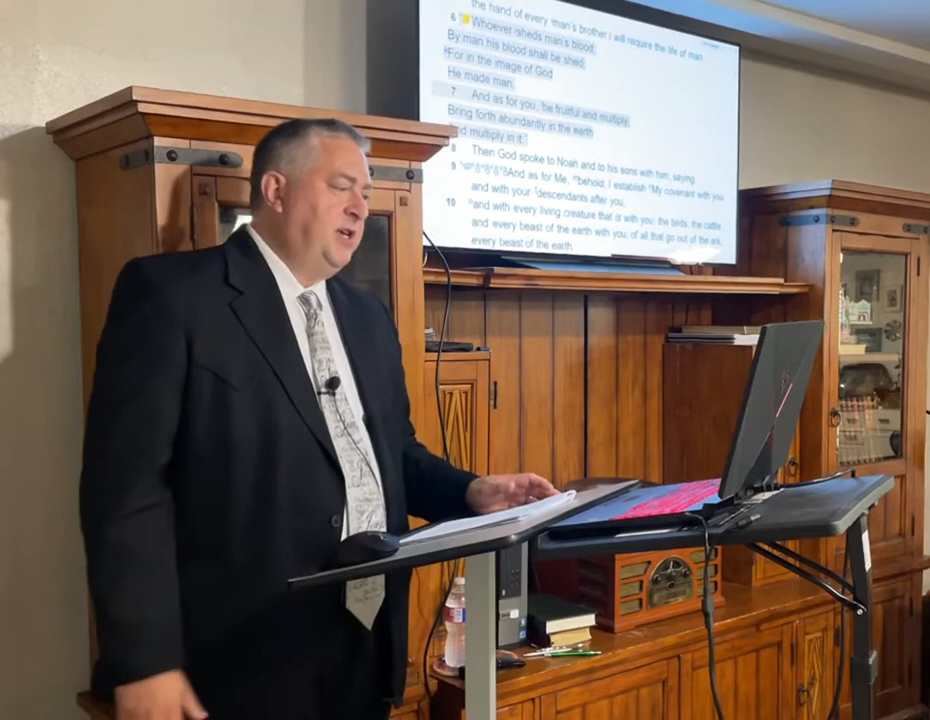 the hand of every man's brother I will require the life of man.
6 "Whoever sheds man's blood,
By man his blood shall be shed;
For in the image of God
He made man.
7 And as for you, be fruitful and multiply;
Bring forth abundantly in the earth
And multiply in it."
8 Then God spoke to Noah and to his sons with him, saying:
9 And as for Me, behold, I establish My covenant with you
and with your descendants after you,
10 and with every living creature that is with you: the birds, the cattle,
and every beast of the earth with you, of all that go out of the ark,
every beast of the earth.